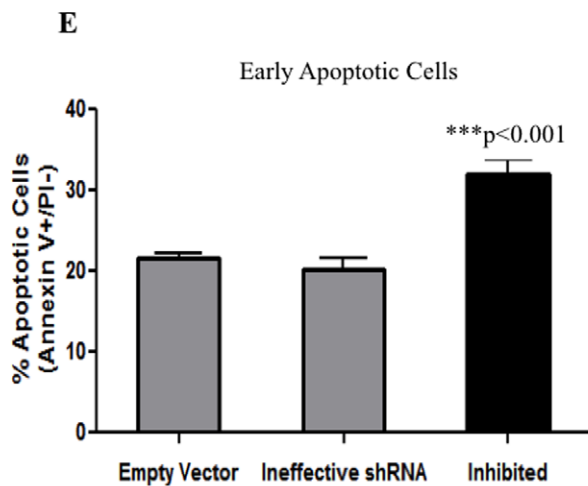 E
Early Apoptotic Cells
***p<0.001
% Apoptotic Cells
(Annexin V+/PI-)
40
30
20
10
0
Empty Vector
Ineffective shRNA
Inhibited